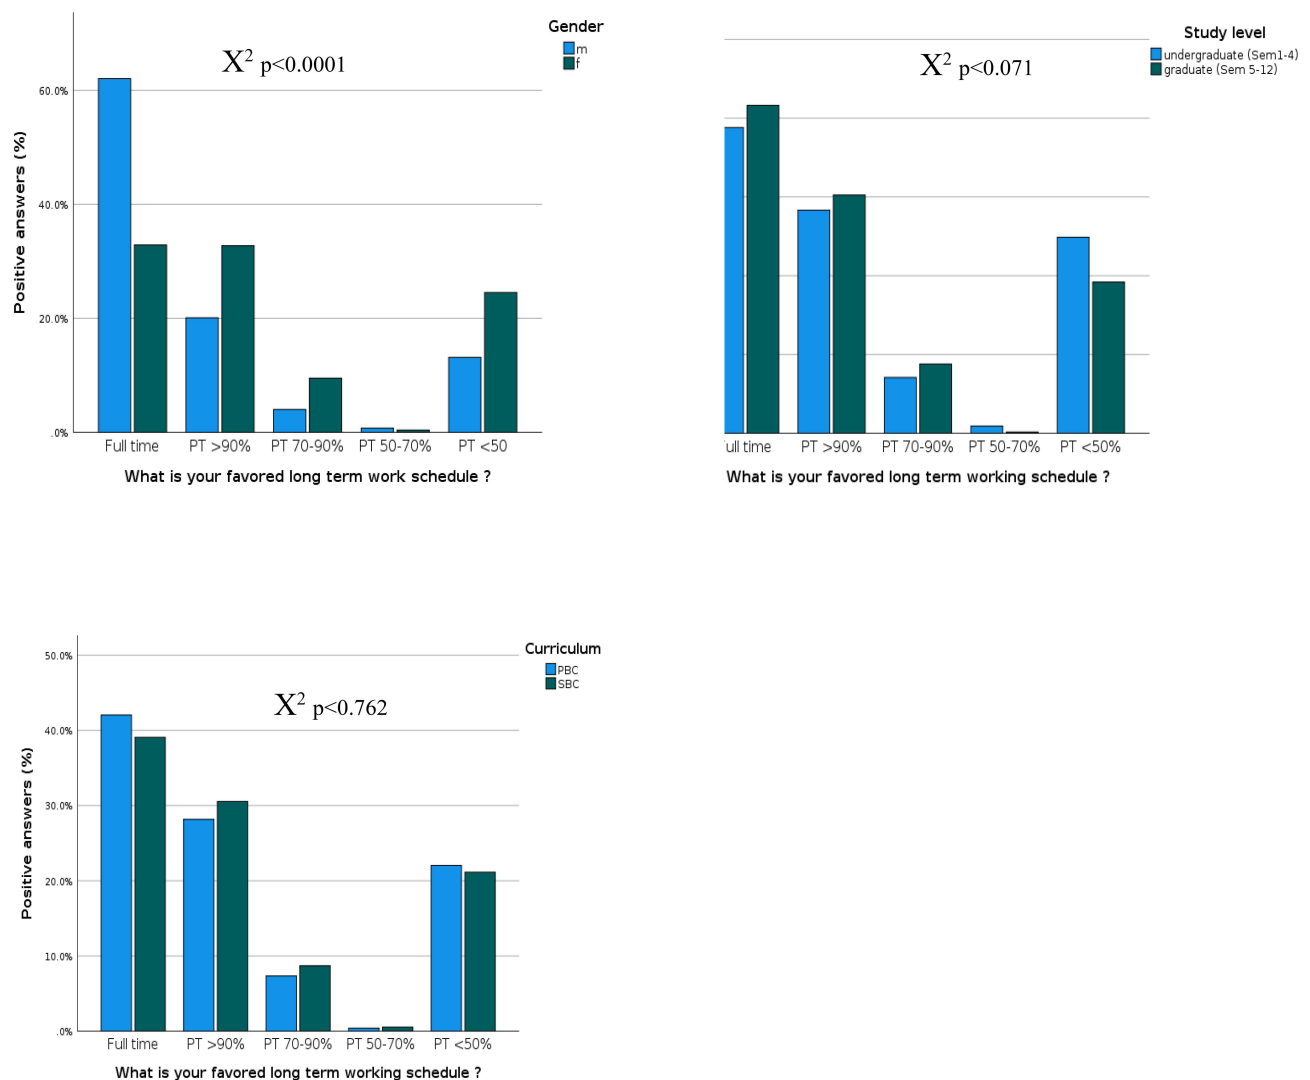 Gender
m
f
X² p<0.0001
Positive answers (%)
60.0%
40.0%
20.0%
.0%
Full time PT >90% PT 70-90% PT 50-70% PT <50
What is your favored long term work schedule ?
Study level
undergraduate (Sem1-4)
graduate (Sem 5-12)
X² p<0.071
ull time PT >90% PT 70-90% PT 50-70% PT <50%
What is your favored long term working schedule ?
Curriculum
PBC
SBC
X² p<0.762
Positive answers (%)
50.0%
40.0%
30.0%
20.0%
10.0%
.0%
Full time PT >90% PT 70-90% PT 50-70% PT <50%
What is your favored long term working schedule ?